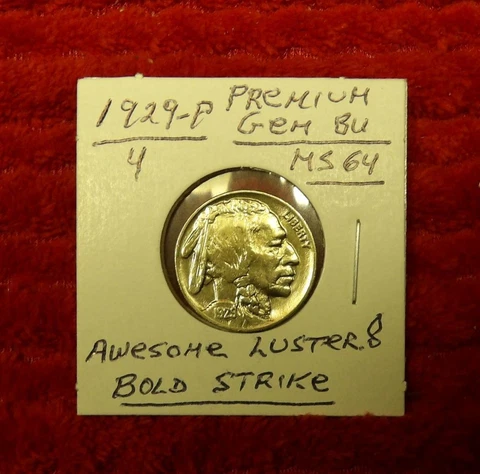 1929-P PREMIUM
GEM BU
4 MS64
LIBERTY
1929
AWESOME LUSTER &
BOLD STRIKE